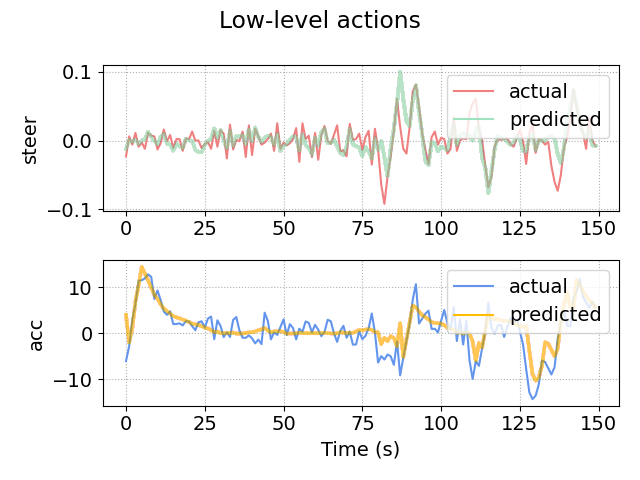 Low-level actions
0.1
0.0
−0.1
steer
actual
predicted
0 25 50 75 100 125 150
10
0
−10
acc
actual
predicted
0 25 50 75 100 125 150
Time (s)